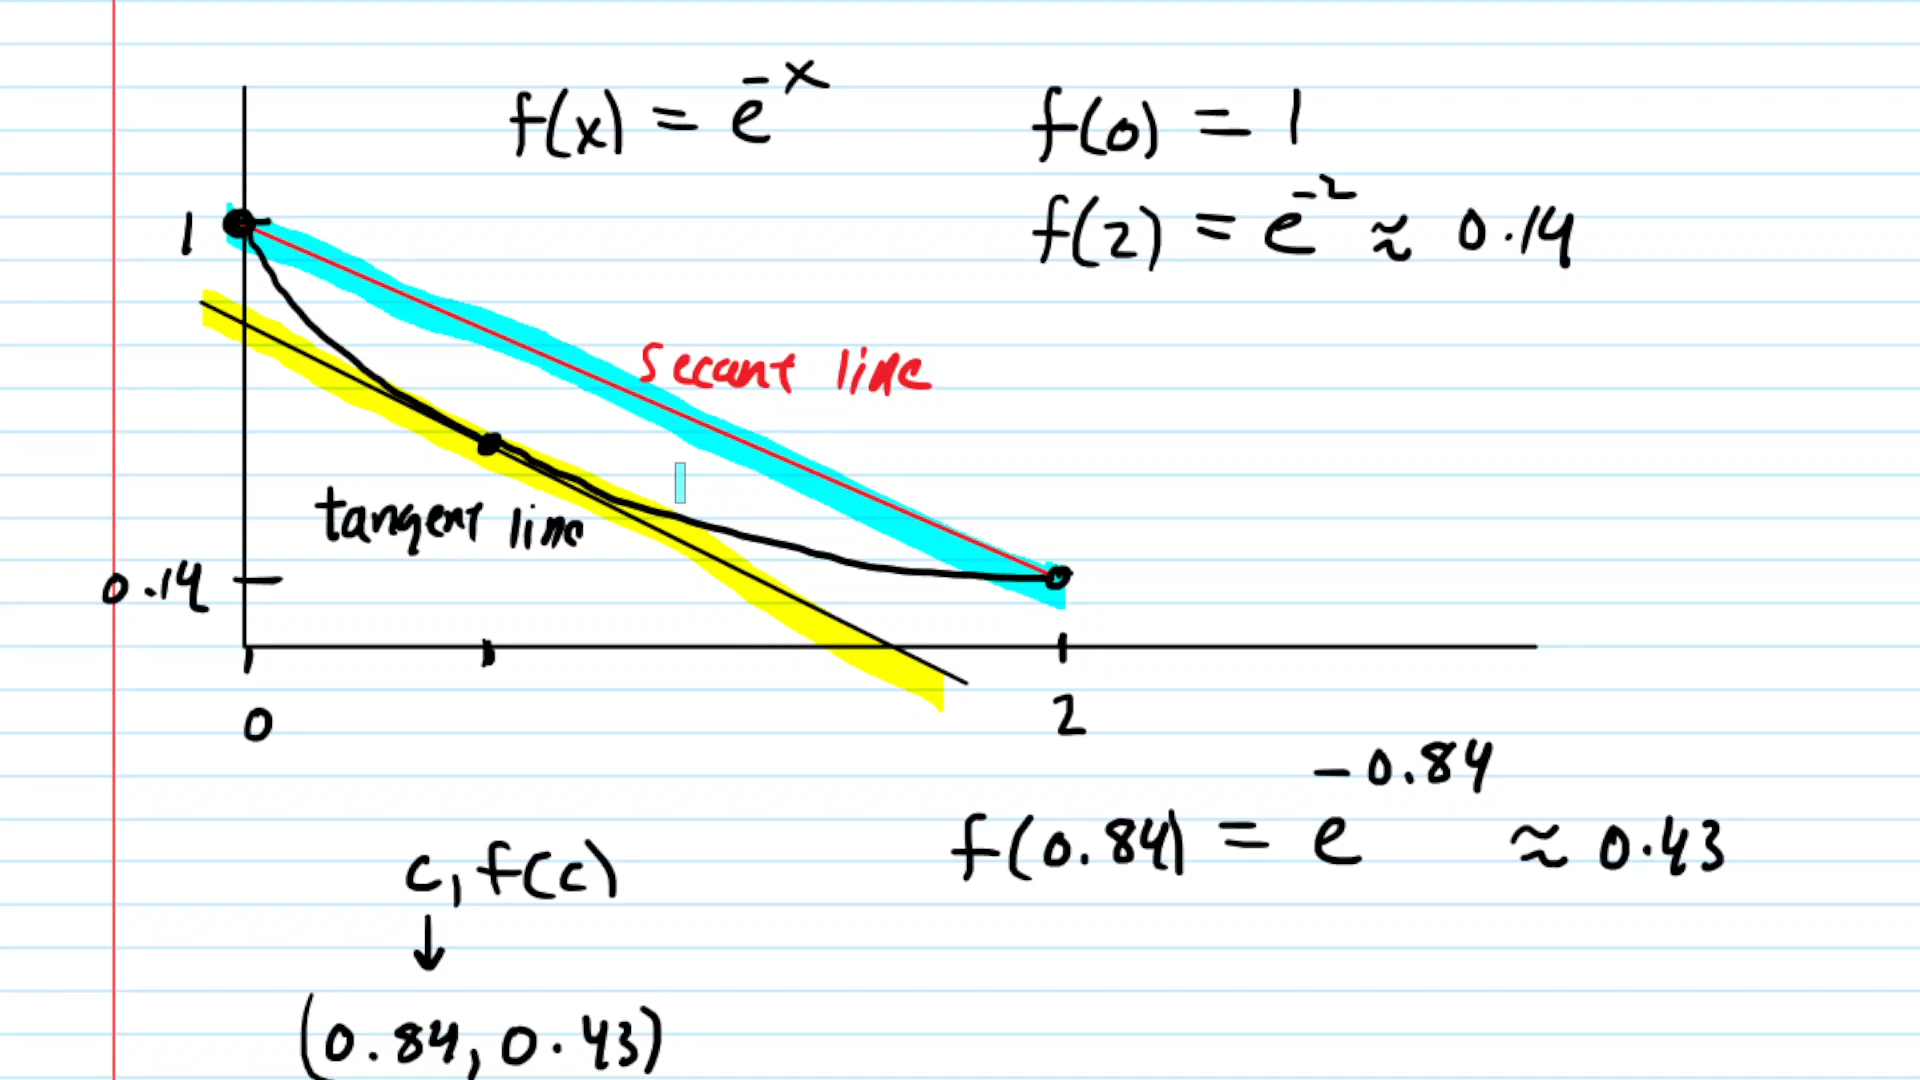 f(x) = e^{-x}
f(0) = 1
f(2) = e^{-2} ≈ 0.14
1
secant line
tangent line
0.14
0 2
f(0.84) = e^{-0.84} ≈ 0.43
c, f(c)
↓
(0.84, 0.43)